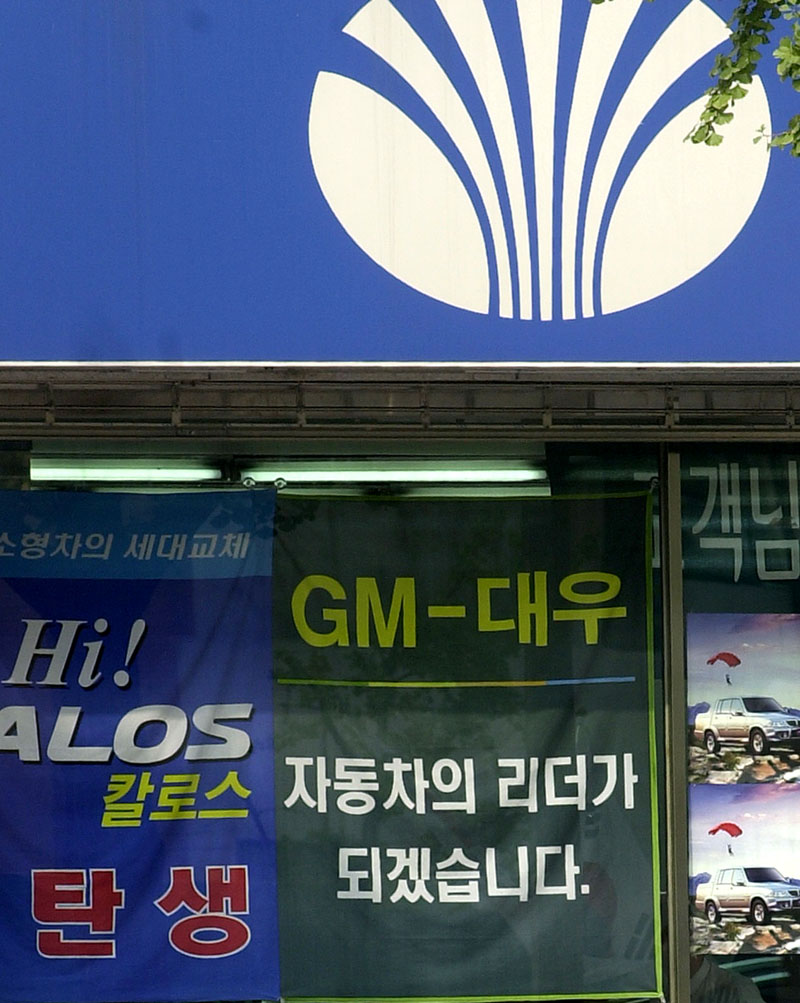 소형차의 세대교체
Hi!
ALOS
칼로스
탄생
GM-대우
자동차의 리더가
되겠습니다.
객님